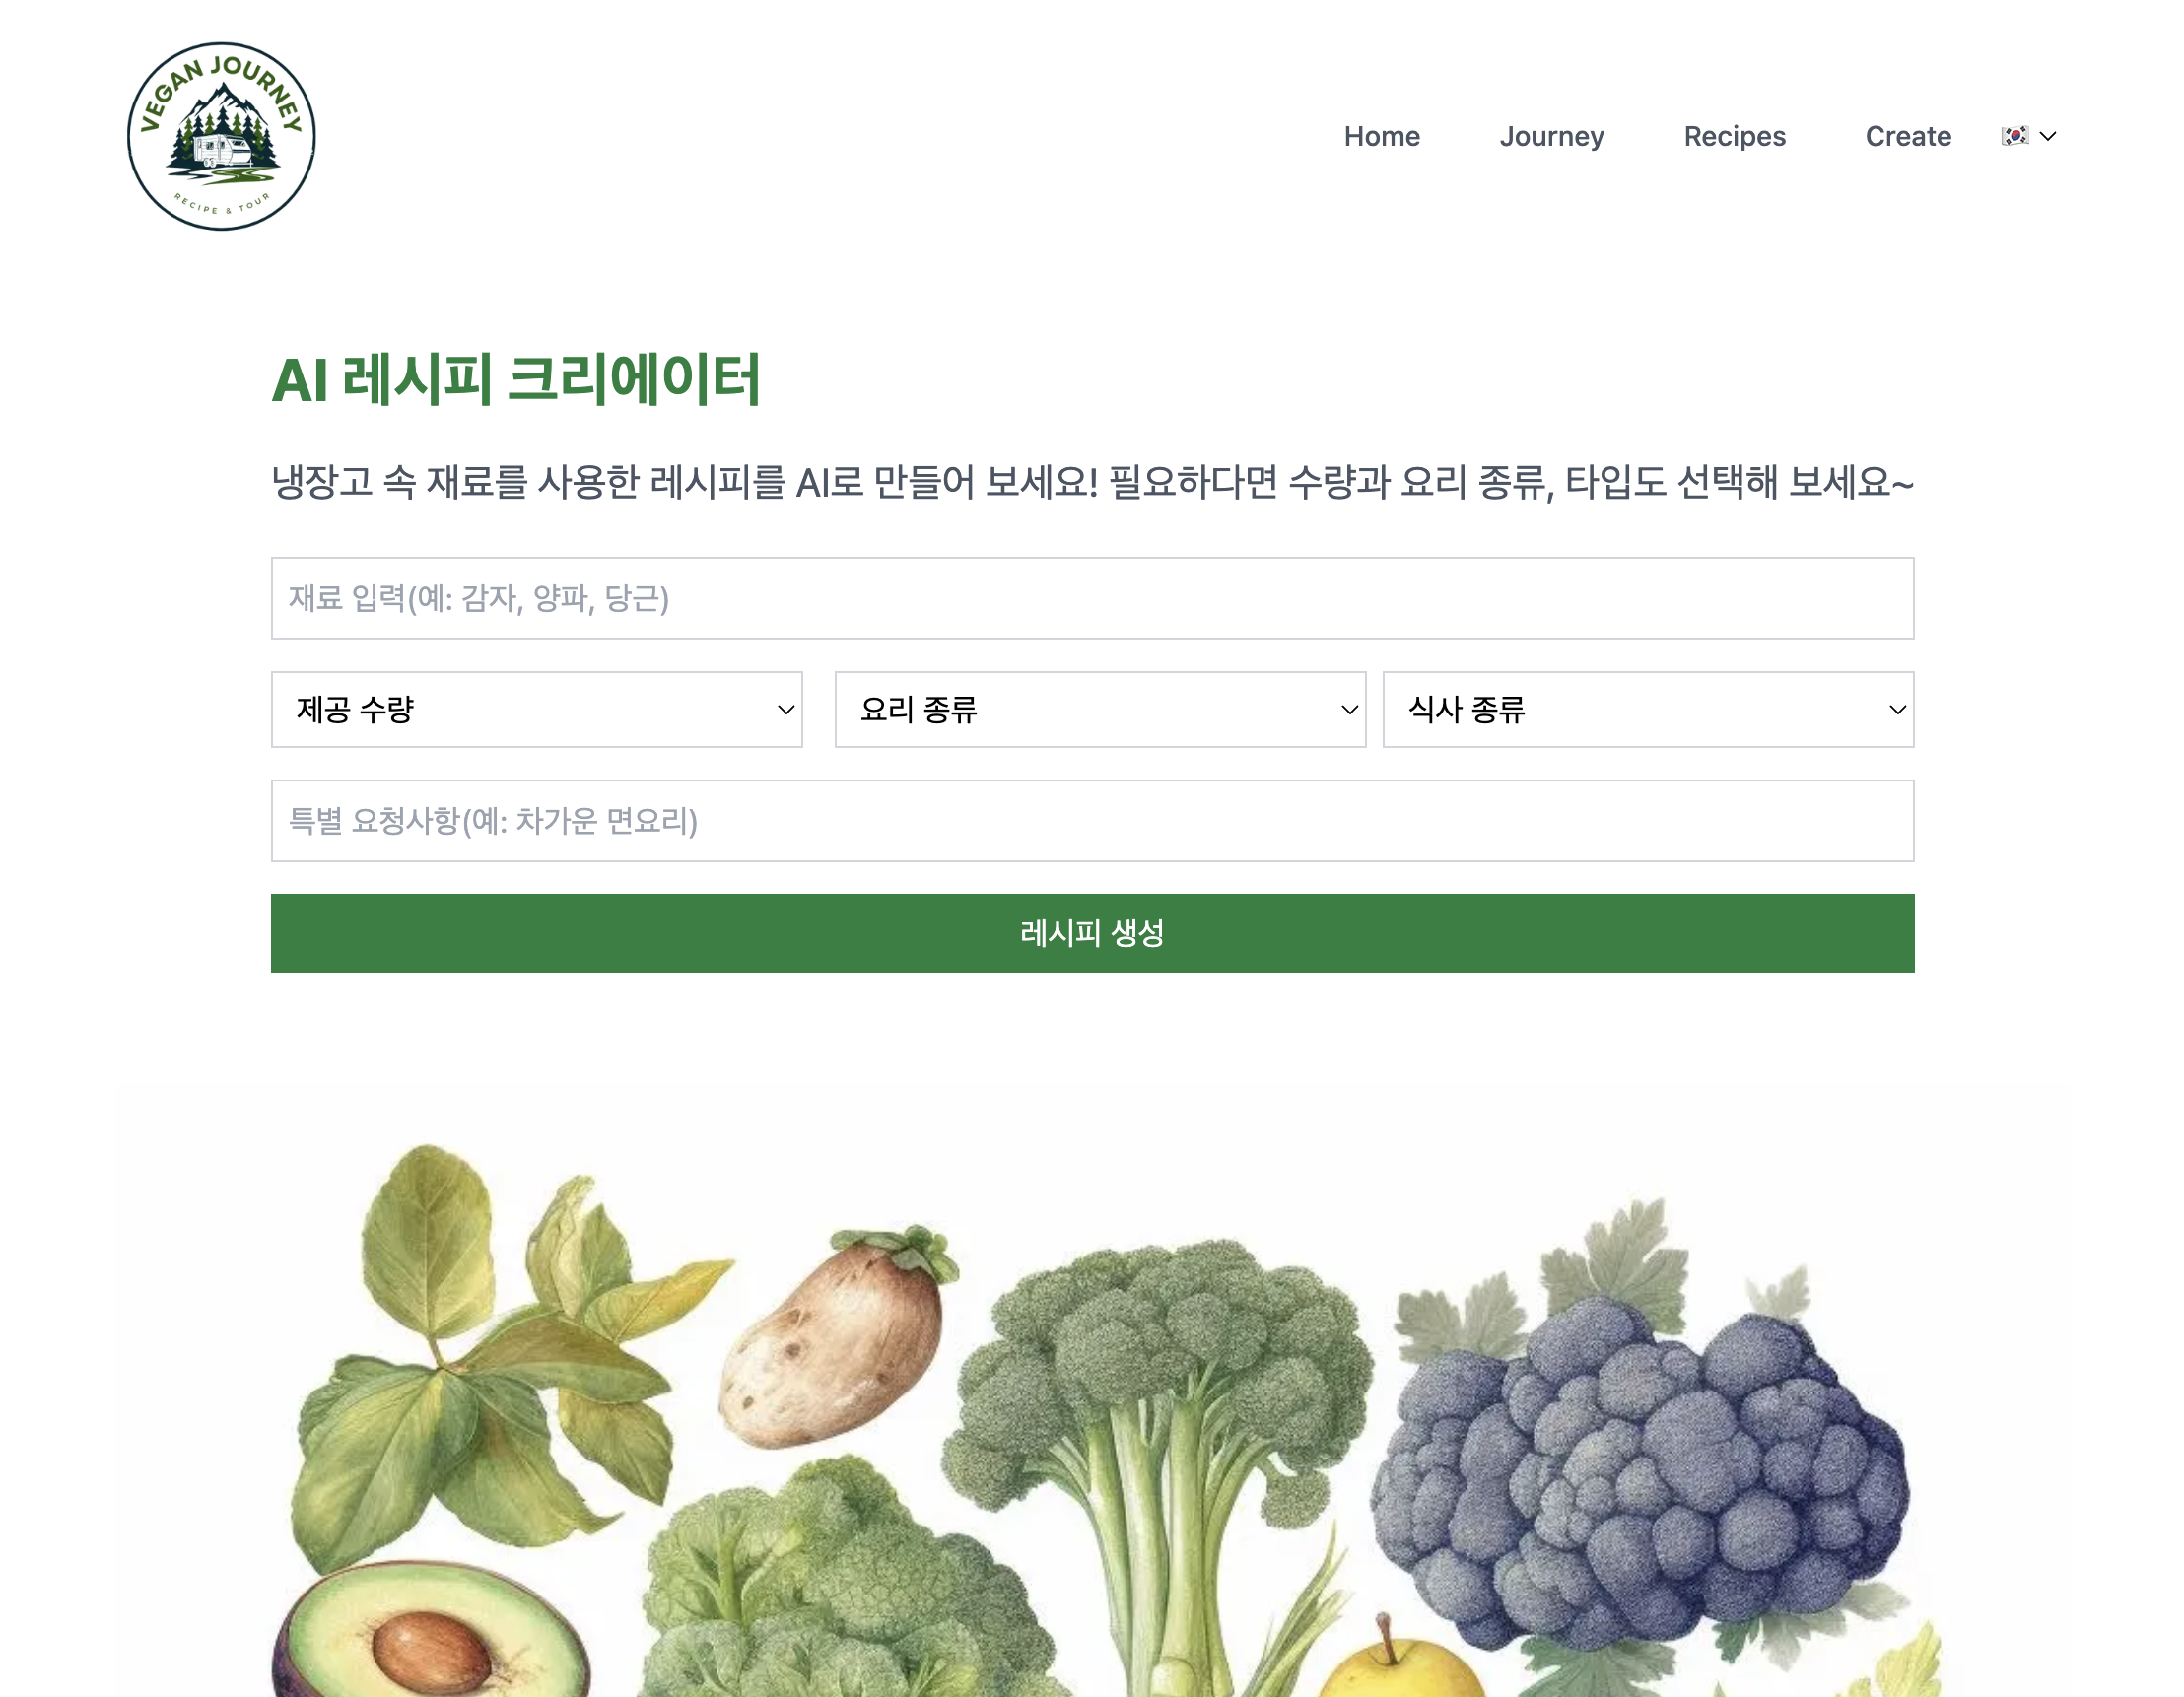 VEGAN JOURNEY
RECIPE & TOUR
Home Journey Recipes Create
AI 레시피 크리에이터
냉장고 속 재료를 사용한 레시피를 AI로 만들어 보세요! 필요하다면 수량과 요리 종류, 타입도 선택해 보세요~
재료 입력(예: 감자, 양파, 당근)
제공 수량 요리 종류 식사 종류
특별 요청사항(예: 차가운 면요리)
레시피 생성